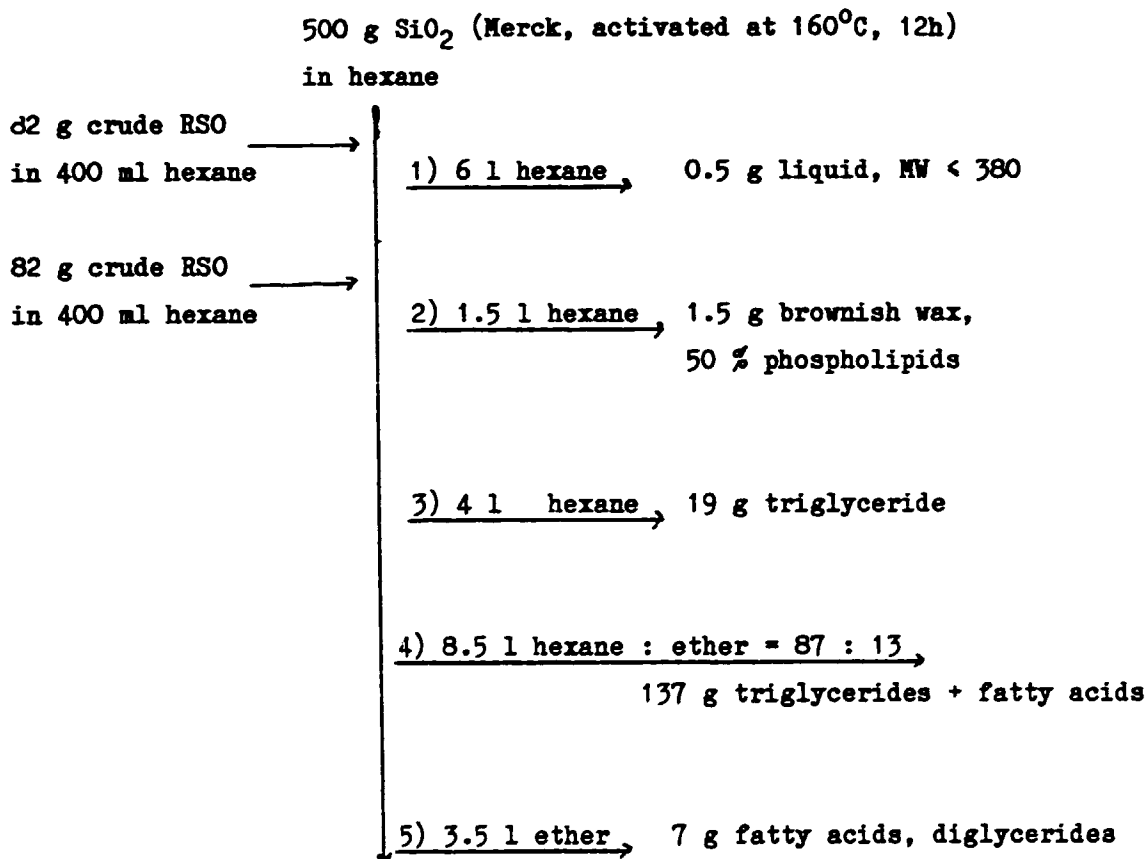 500 g SiO₂ (Merck, activated at 160°C, 12h)
in hexane
82 g crude RSO
in 400 ml hexane
1) 6 l hexane
0.5 g liquid, MW < 380
82 g crude RSO
in 400 ml hexane
2) 1.5 l hexane
1.5 g brownish wax,
50 % phospholipids
3) 4 l hexane
19 g triglyceride
4) 8.5 l hexane : ether = 87 : 13
137 g triglycerides + fatty acids
5) 3.5 l ether
7 g fatty acids, diglycerides